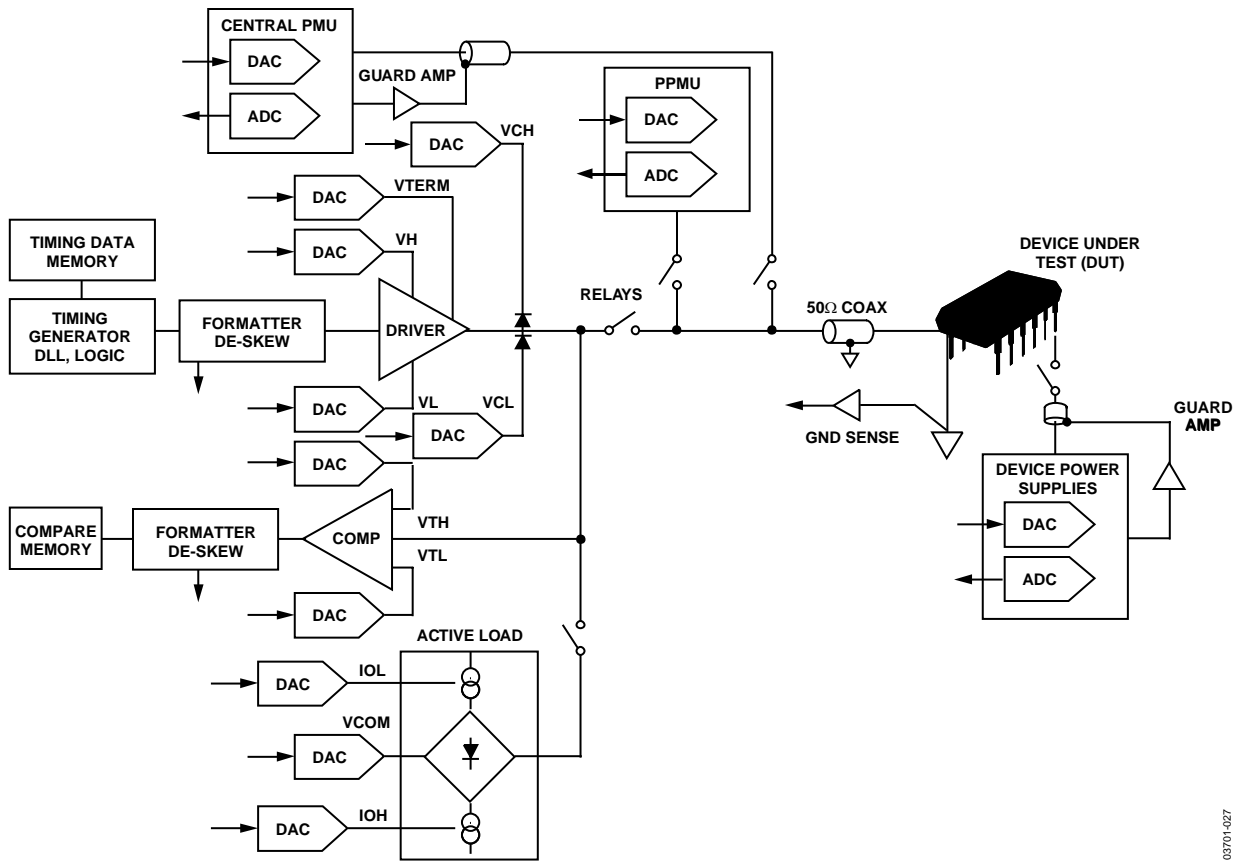 CENTRAL PMU
DAC
ADC
GUARD AMP
VCH
DAC
PPMU
DAC
ADC
DAC
VTERM
DAC
VH
TIMING DATA
MEMORY
TIMING
GENERATOR
DLL, LOGIC
FORMATTER
DE-SKEW
DRIVER
RELAYS
50Ω COAX
DEVICE UNDER
TEST (DUT)
DAC
VL
VCL
DAC
DAC
GND SENSE
GUARD
AMP
DEVICE POWER
SUPPLIES
DAC
ADC
COMPARE
MEMORY
FORMATTER
DE-SKEW
COMP
VTH
VTL
DAC
ACTIVE LOAD
DAC
IOL
VCOM
DAC
DAC
IOH
03701-027